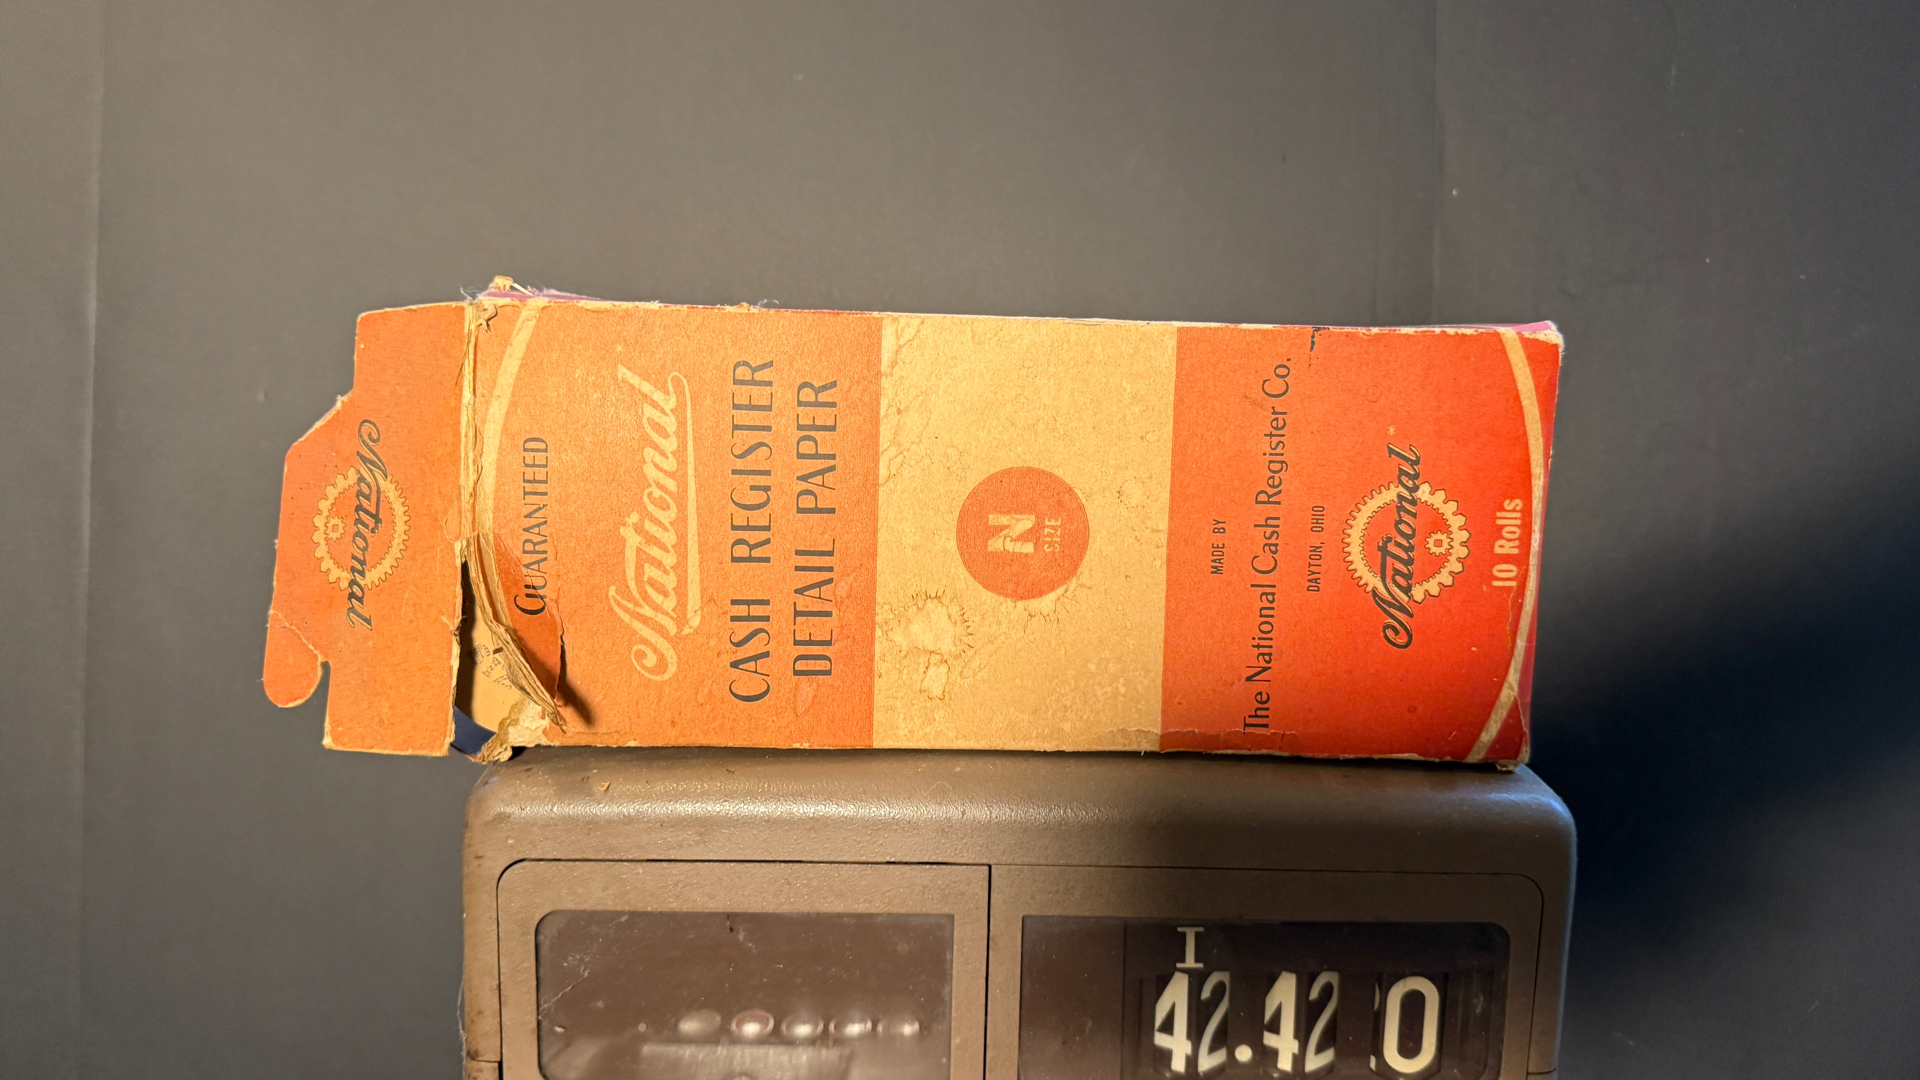 National
GUARANTEED
National
CASH REGISTER
DETAIL PAPER
N
SIZE
MADE BY
The National Cash Register Co.
DAYTON, OHIO
National
10 Rolls
I
42.42 0